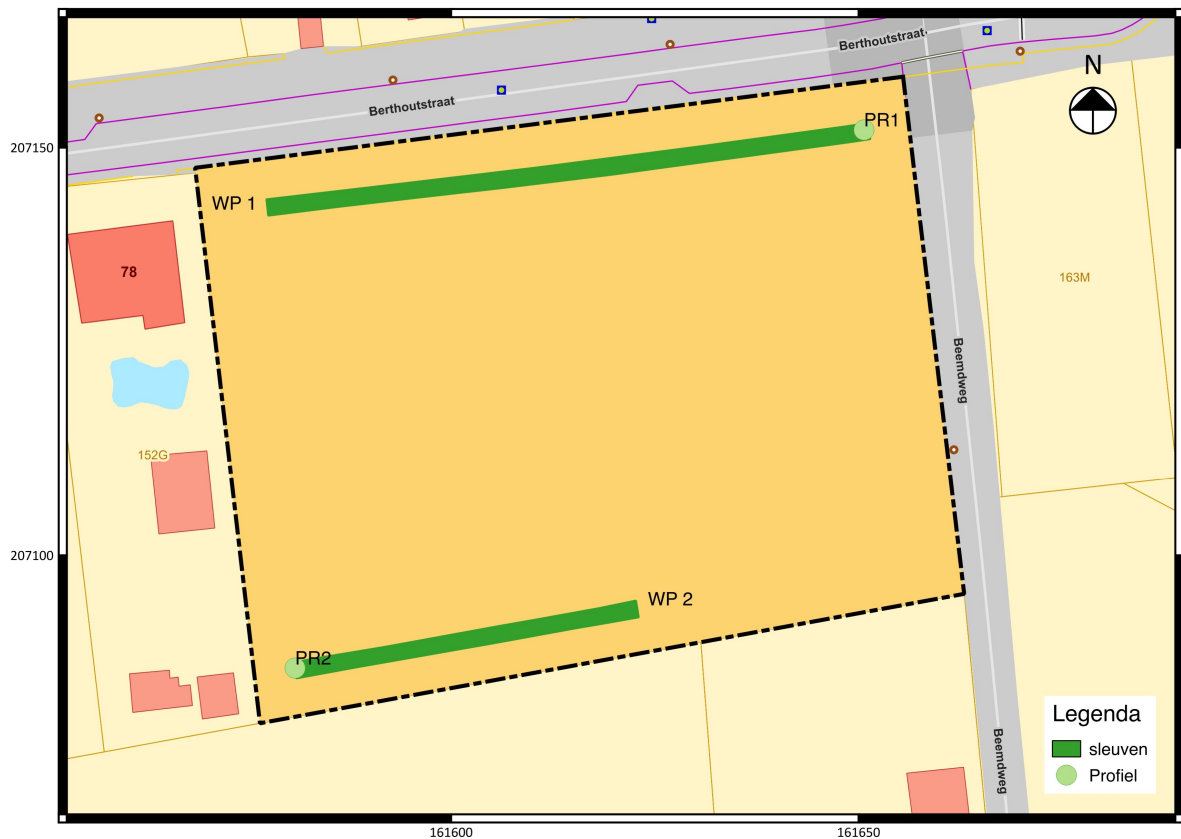 Berthoutstraat
Berthoutstraat
N
PR1
207150
WP 1
78
163M
Beemdweg
152G
207100
WP 2
PR2
Legenda
sleuven
Profiel
Beemdweg
161600
161650